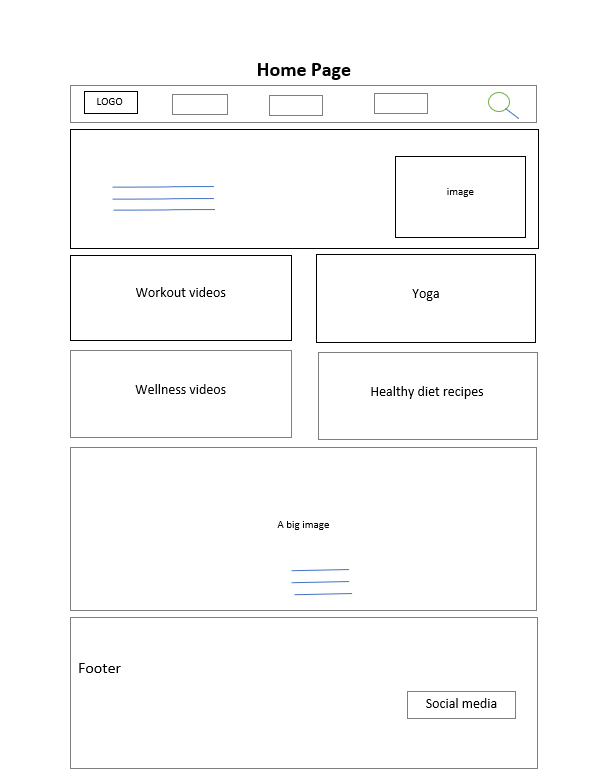 Home Page
LOGO
image
Workout videos
Yoga
Wellness videos
Healthy diet recipes
A big image
Footer
Social media